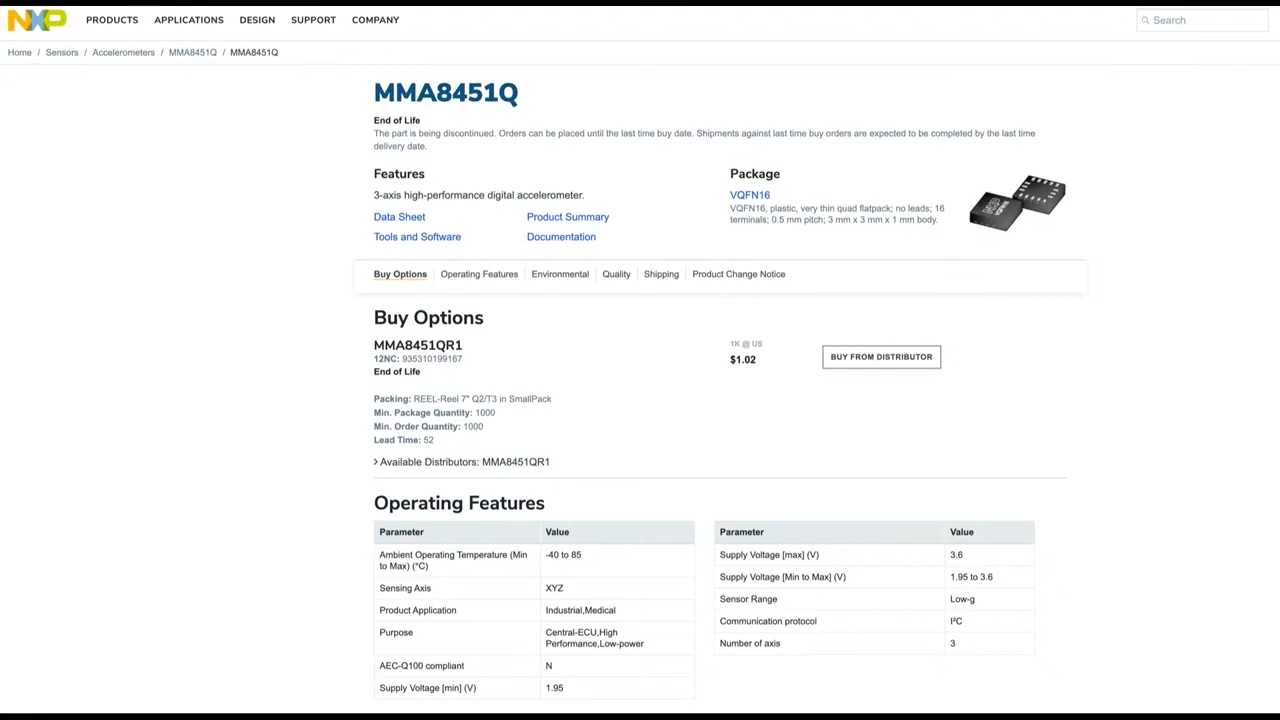 NXP PRODUCTS APPLICATIONS DESIGN SUPPORT COMPANY Search
Home / Sensors / Accelerometers / MMA8451Q / MMA8451Q
MMA8451Q
End of Life
The part is being discontinued. Orders can be placed until the last time buy date. Shipments against last time buy orders are expected to be completed by the last time
delivery date.
Features
3-axis high-performance digital accelerometer.
Data Sheet Product Summary
Tools and Software Documentation
Package
VQFN16
VQFN16, plastic, very thin quad flatpack; no leads; 16
terminals; 0.5 mm pitch; 3 mm x 3 mm x 1 mm body.
Buy Options Operating Features Environmental Quality Shipping Product Change Notice
Buy Options
MMA8451QR1
12NC: 935310199167
End of Life
1K @ US
$1.02
BUY FROM DISTRIBUTOR
Packing: REEL-Reel 7" Q2/T3 in SmallPack
Min. Package Quantity: 1000
Min. Order Quantity: 1000
Lead Time: 52
> Available Distributors: MMA8451QR1
Operating Features
Parameter Value
Ambient Operating Temperature (Min
to Max) (°C) -40 to 85
Sensing Axis XYZ
Product Application Industrial,Medical
Purpose Central-ECU,High
Performance,Low-power
AEC-Q100 compliant N
Supply Voltage [min] (V) 1.95
Parameter Value
Supply Voltage [max] (V) 3.6
Supply Voltage [Min to Max] (V) 1.95 to 3.6
Sensor Range Low-g
Communication protocol I²C
Number of axis 3